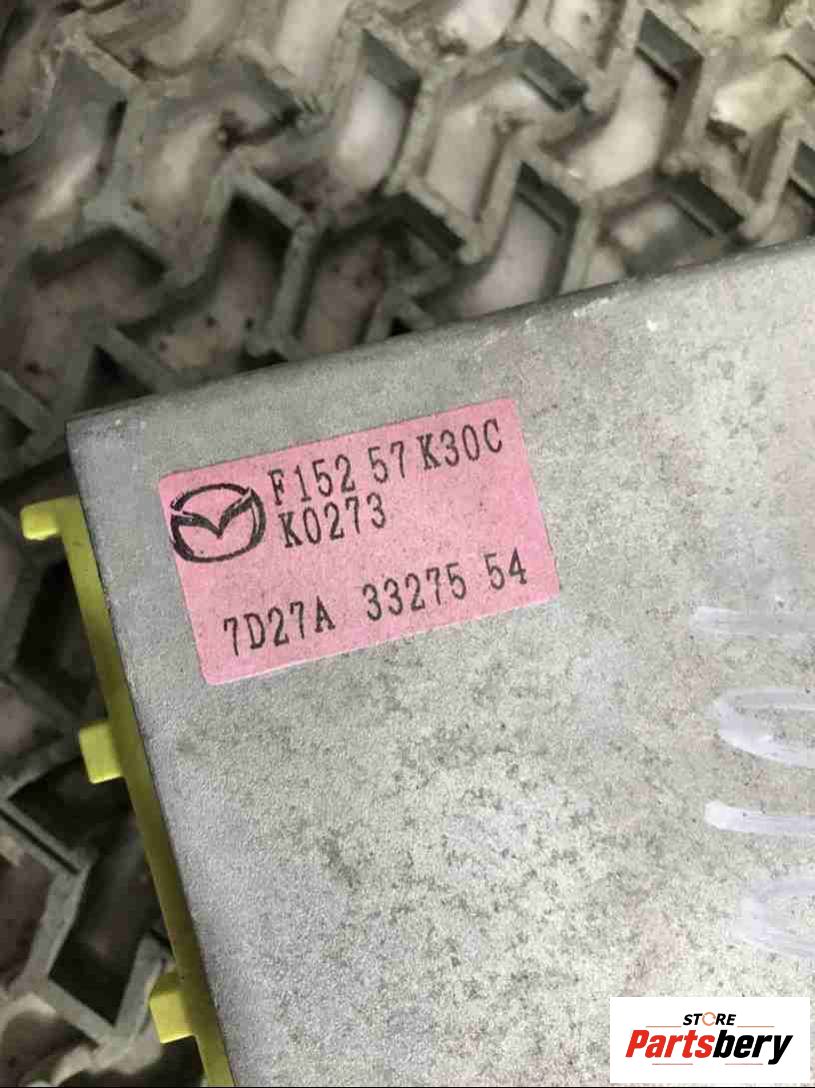 F152 57 K30C
K0273
7D27A 33275 54
STORE
Partsbery